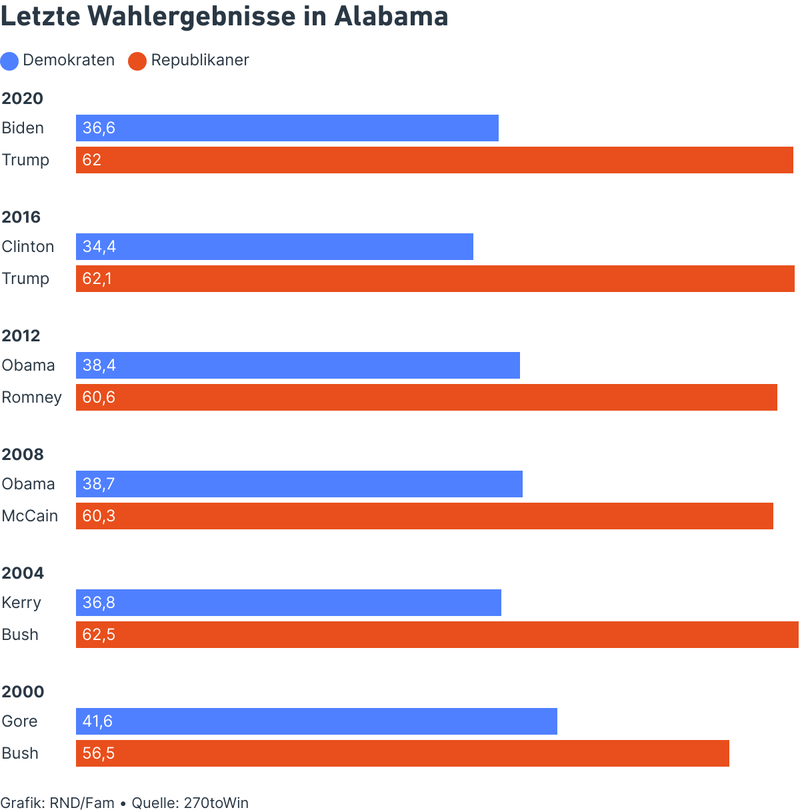 Letzte Wahlergebnisse in Alabama
Demokraten Republikaner
2020
Biden 36,6
Trump 62
2016
Clinton 34,4
Trump 62,1
2012
Obama 38,4
Romney 60,6
2008
Obama 38,7
McCain 60,3
2004
Kerry 36,8
Bush 62,5
2000
Gore 41,6
Bush 56,5
Grafik: RND/Fam • Quelle: 270toWin